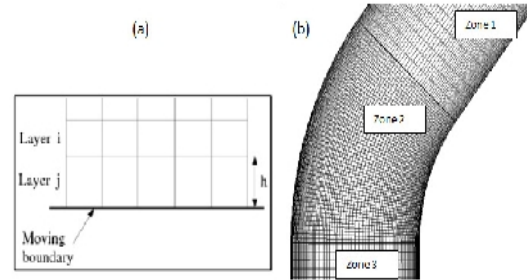 (a)
(b)
Zone 1
Zone 2
Layer i
Layer j
h
Moving
boundary
Zone 3